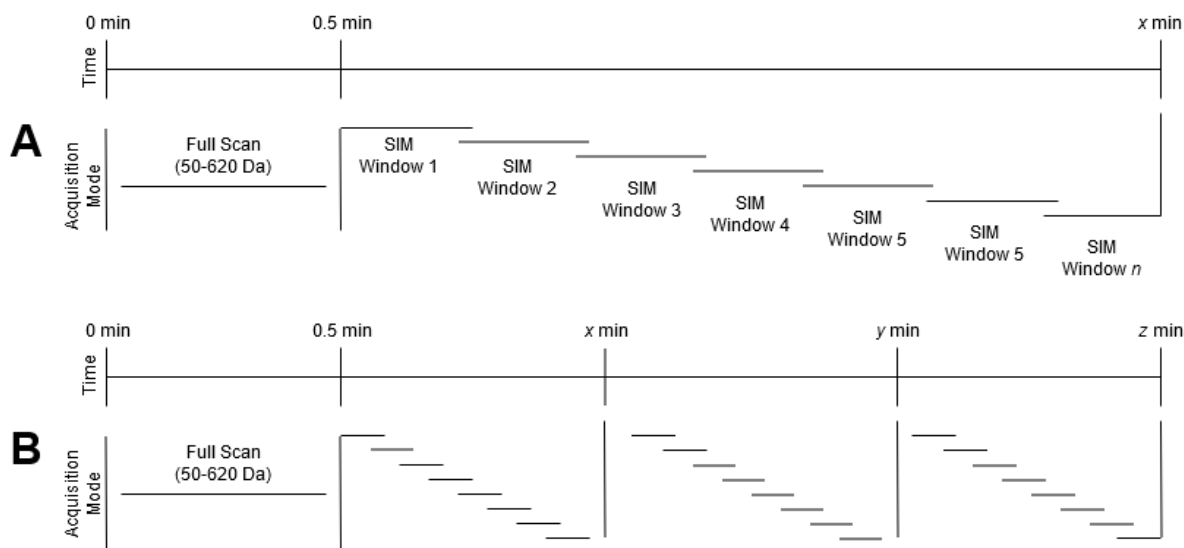 0 min 0.5 min x min
Time
A
Acquisition
Mode
Full Scan
(50-620 Da)
SIM
Window 1
SIM
Window 2
SIM
Window 3
SIM
Window 4
SIM
Window 5
SIM
Window 5
SIM
Window n
0 min 0.5 min x min y min z min
Time
B
Acquisition
Mode
Full Scan
(50-620 Da)